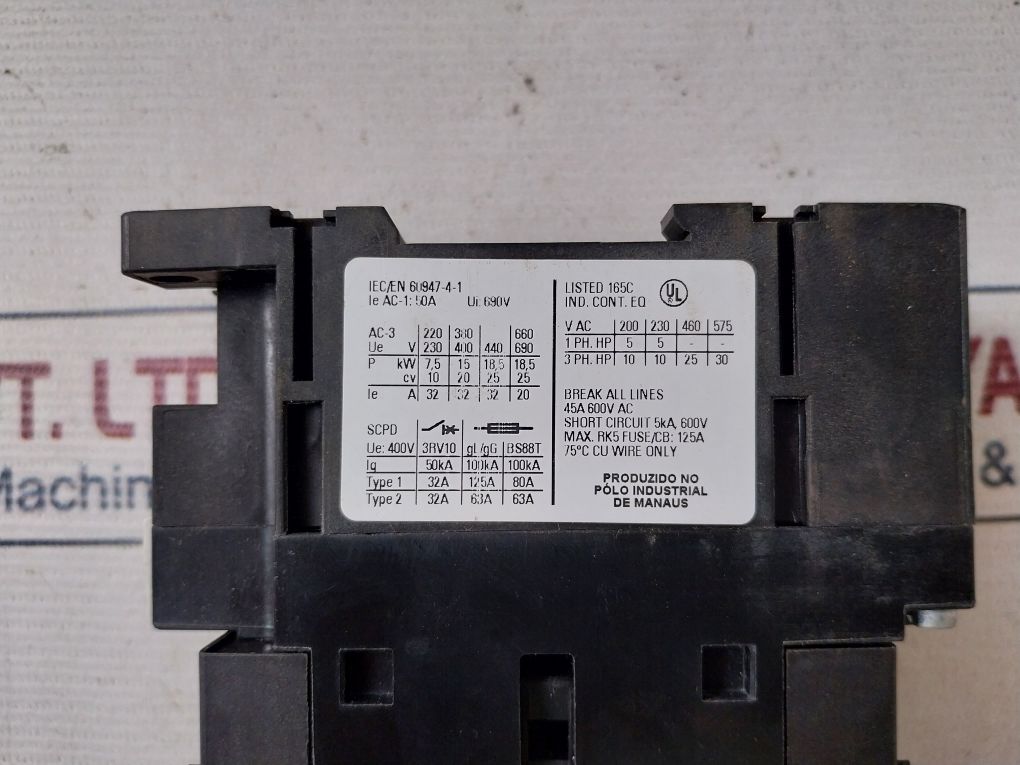 IEC/EN 60947-4-1
Ie AC-1: 50A Ui: 690V
AC-3 220 380 660
Ue V 230 400 440 690
P kW 7,5 15 18,5 18,5
cv 10 20 25 25
Ie A 32 32 32 20
SCPD
Ue: 400V 3RV10 gL/gG BS88T
Iq 50kA 100kA 100kA
Type 1 32A 125A 80A
Type 2 32A 63A 63A
LISTED 165C
IND. CONT. EQ
UL
V AC 200 230 460 575
1 PH. HP 5 5 - -
3 PH. HP 10 10 25 30
BREAK ALL LINES
45A 600V AC
SHORT CIRCUIT 5kA, 600V
MAX. RK5 FUSE/CB: 125A
75°C CU WIRE ONLY
PRODUZIDO NO
PÓLO INDUSTRIAL
DE MANAUS
T. LTD
YA
Machin
&